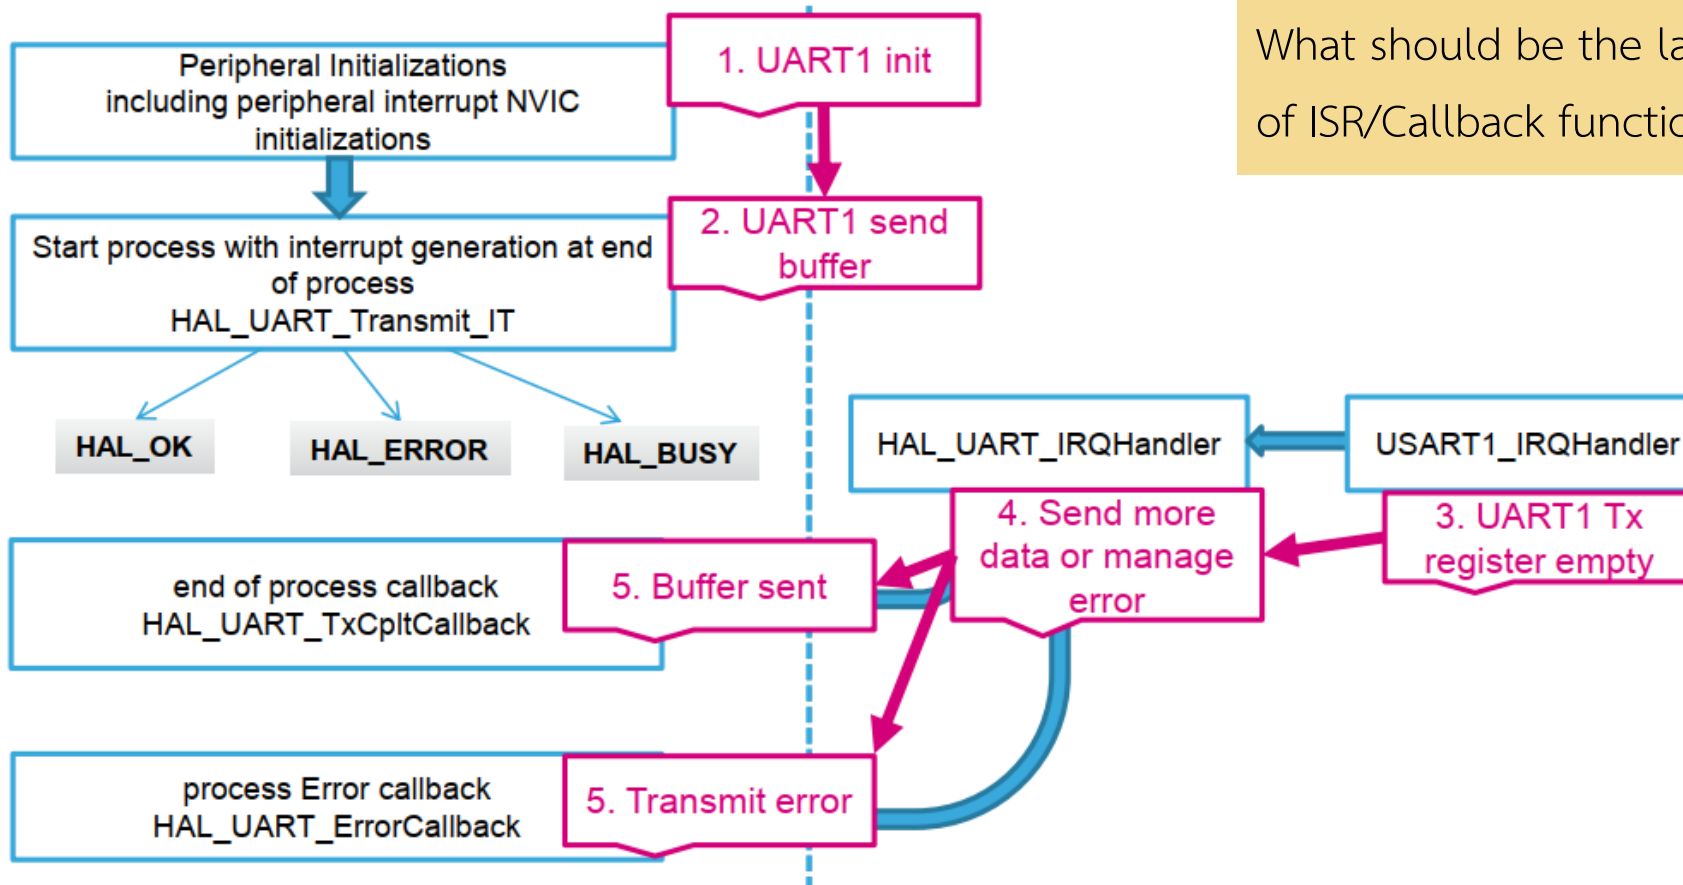 What should be the
of ISR/Callback
Peripheral Initializations
including peripheral interrupt NVIC
initializations
1. UART1 init
Start process with interrupt generation at end
of process
HAL_UART_Transmit_IT
2. UART1 send
buffer
HAL_OK
HAL_ERROR
HAL_BUSY
HAL_UART_IRQHandler
USART1_IRQHandler
4. Send more
data or manage
error
3. UART1 Tx
register empty
end of process callback
HAL_UART_TxCpltCallback
5. Buffer sent
process Error callback
HAL_UART_ErrorCallback
5. Transmit error